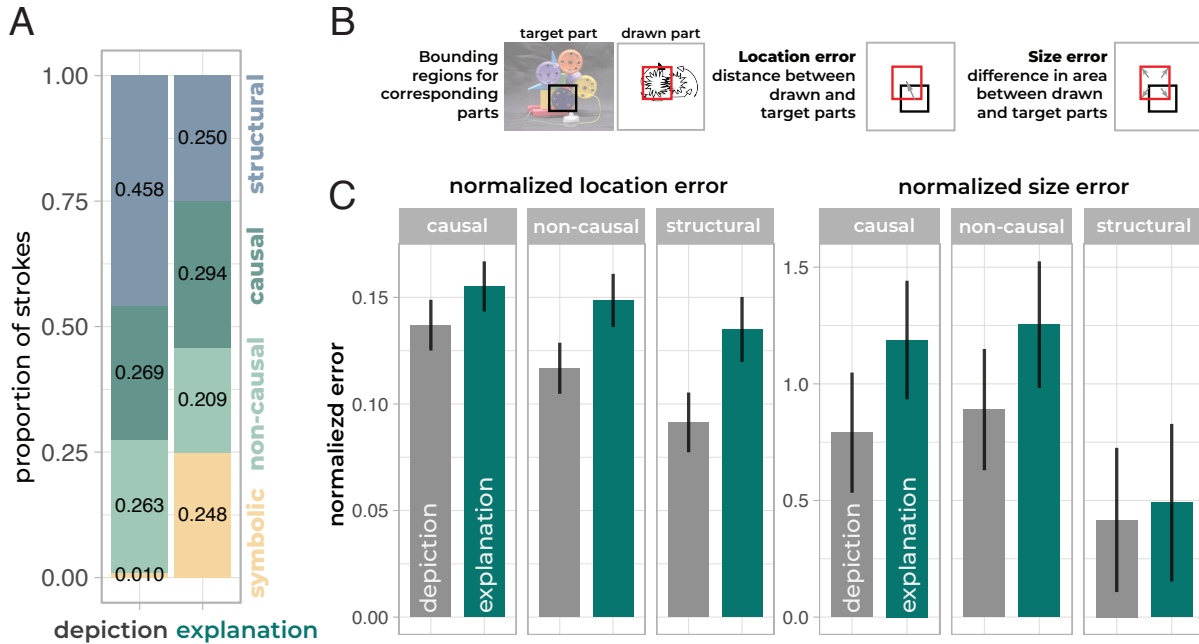 A
1.00
0.75
0.50
0.25
0.00
proportion of strokes
0.458
0.269
0.263
0.010
0.250
0.294
0.209
0.248
structural
causal
non-causal
symbolic
depiction explanation
B
Bounding
regions for
corresponding
parts
target part
drawn part
Location error
distance between
drawn and
target parts
Size error
difference in area
between drawn
and target parts
C
normalized location error
causal
non-causal
structural
normaliezd error
0.15
0.10
0.05
0.00
depiction
explanation
normalized size error
causal
non-causal
structural
1.5
1.0
0.5
0.0
depiction
explanation